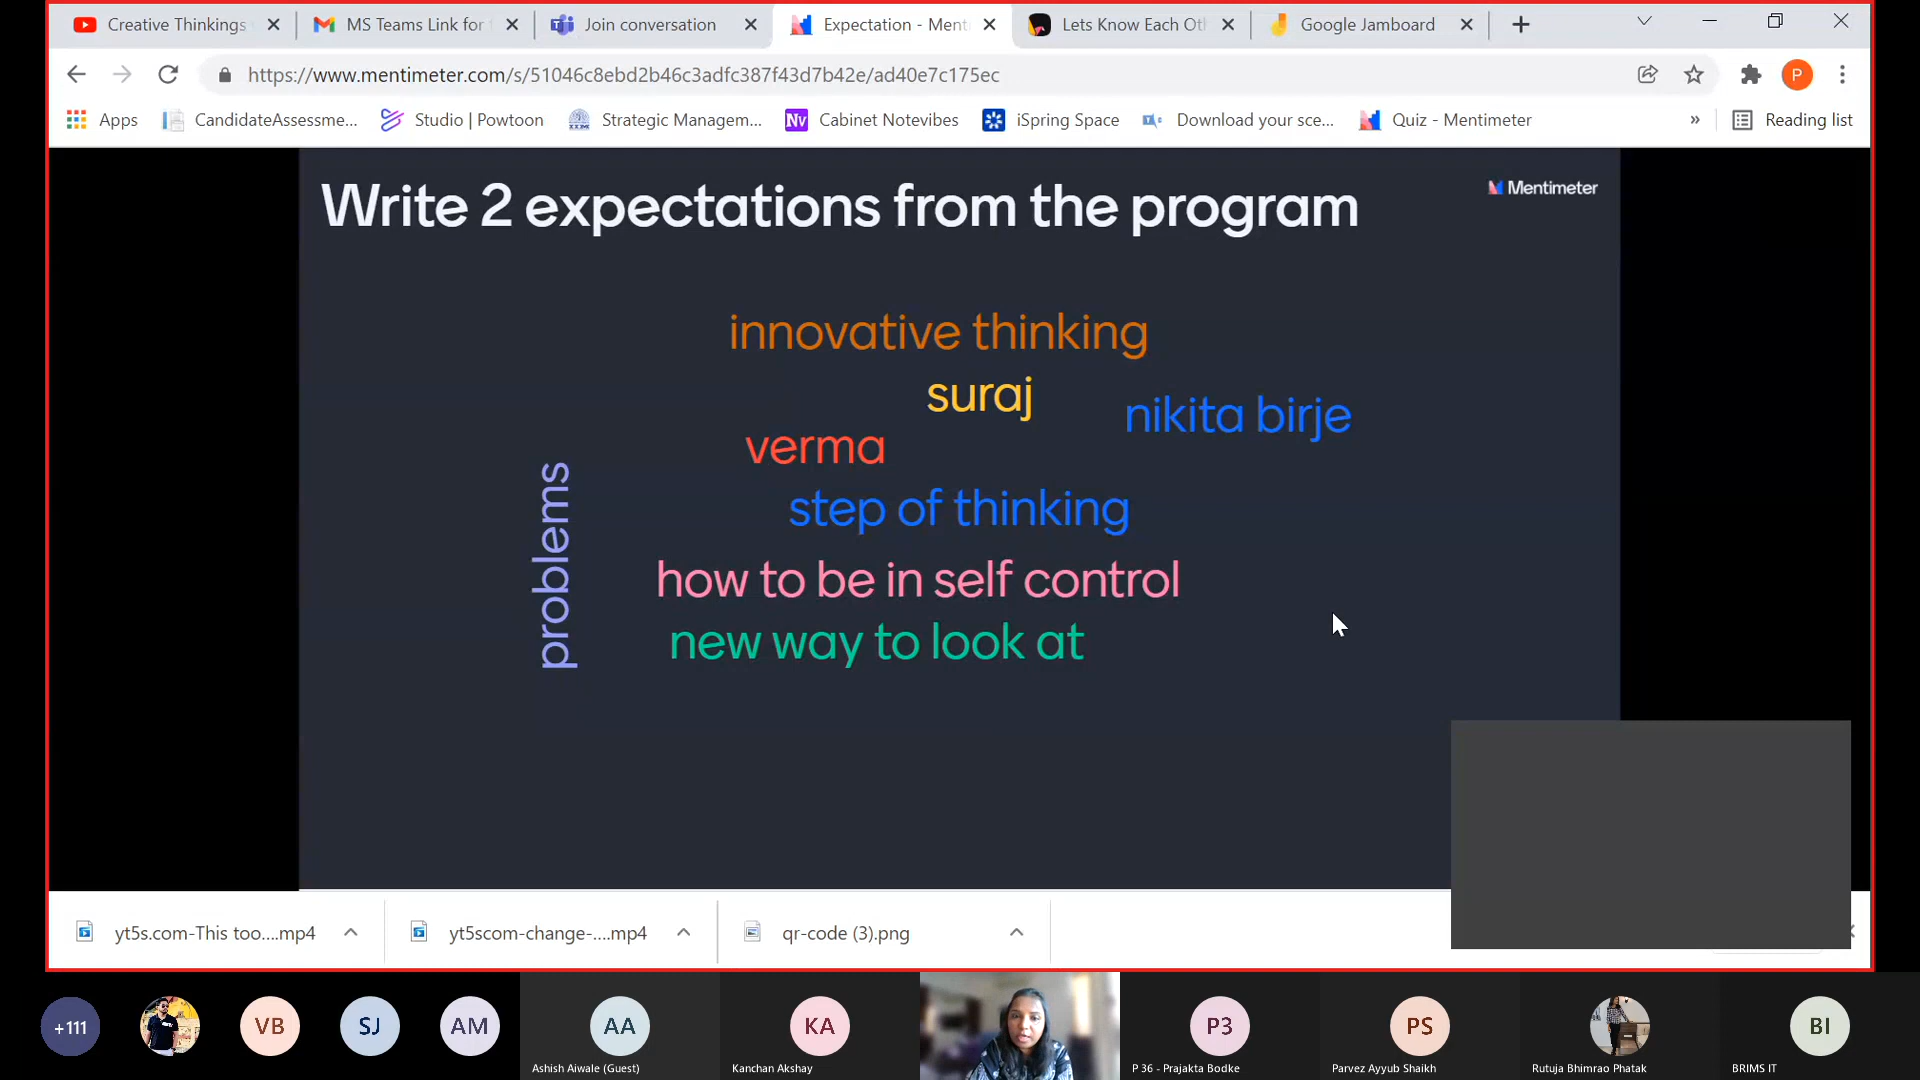 Creative Thinkings
MS Teams Link for
Join conversation
Expectation - Ment
Lets Know Each Ot
Google Jamboard
https://www.mentimeter.com/s/51046c8ebd2b46c3adfc387f43d7b42e/ad40e7c175ec
P
Apps
CandidateAssessme...
Studio | Powtoon
Strategic Managem...
Nv
Cabinet Notevibes
iSpring Space
Download your sce...
Quiz - Mentimeter
»
Reading list
Write 2 expectations from the program
Mentimeter
innovative thinking
suraj
nikita birje
verma
problems
step of thinking
how to be in self control
new way to look at
yt5s.com-This too....mp4
yt5scom-change-....mp4
qr-code (3).png
+111
VB
SJ
AM
AA
Ashish Aiwale (Guest)
KA
Kanchan Akshay
P3
P 36 - Prajakta Bodke
PS
Parvez Ayyub Shaikh
Rutuja Bhimrao Phatak
BI
BRIMS IT